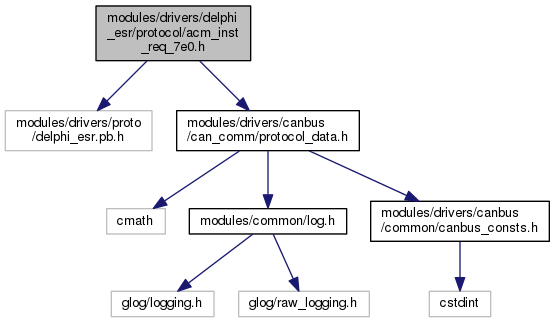 modules/drivers/delphi
_esr/protocol/acm_inst
_req_7e0.h
modules/drivers/proto
/delphi_esr.pb.h
modules/drivers/canbus
/can_comm/protocol_data.h
cmath
modules/common/log.h
modules/drivers/canbus
/common/canbus_consts.h
glog/logging.h
glog/raw_logging.h
cstdint